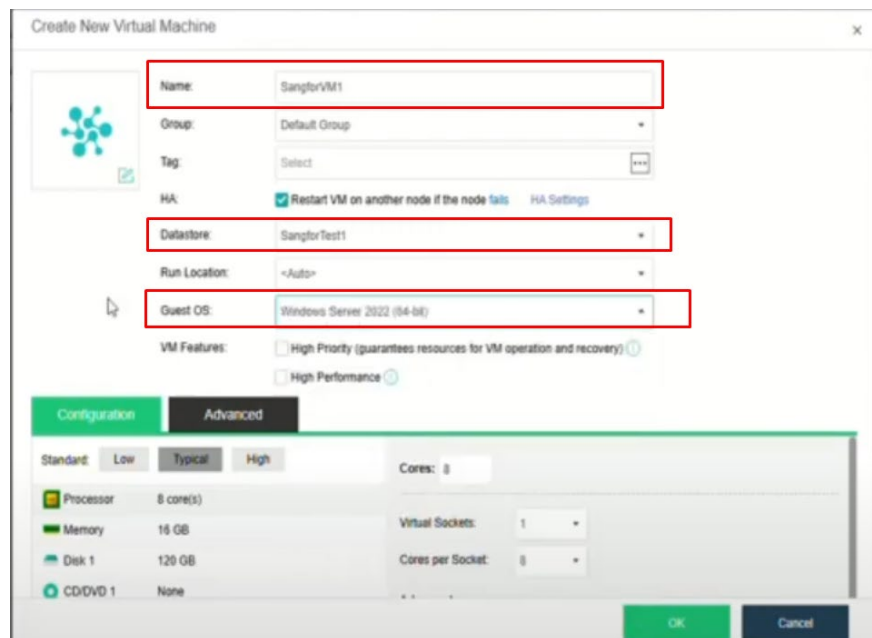 Create New Virtual Machine
Name: SangforVM1
Group: Default Group
Tag: Select
HA: Restart VM on another node if the node fails HA Settings
Datastore: SangforTest1
Run Location: <Auto>
Guest OS: Windows Server 2022 (64-bit)
VM Features: High Priority (guarantees resources for VM operation and recovery)
High Performance
Configuration Advanced
Standard: Low Typical High
Cores: 8
Processor 8 core(s)
Memory 16 GB
Virtual Sockets: 1
Disk 1 120 GB
Cores per Socket: 8
CD/DVD 1 None
OK Cancel